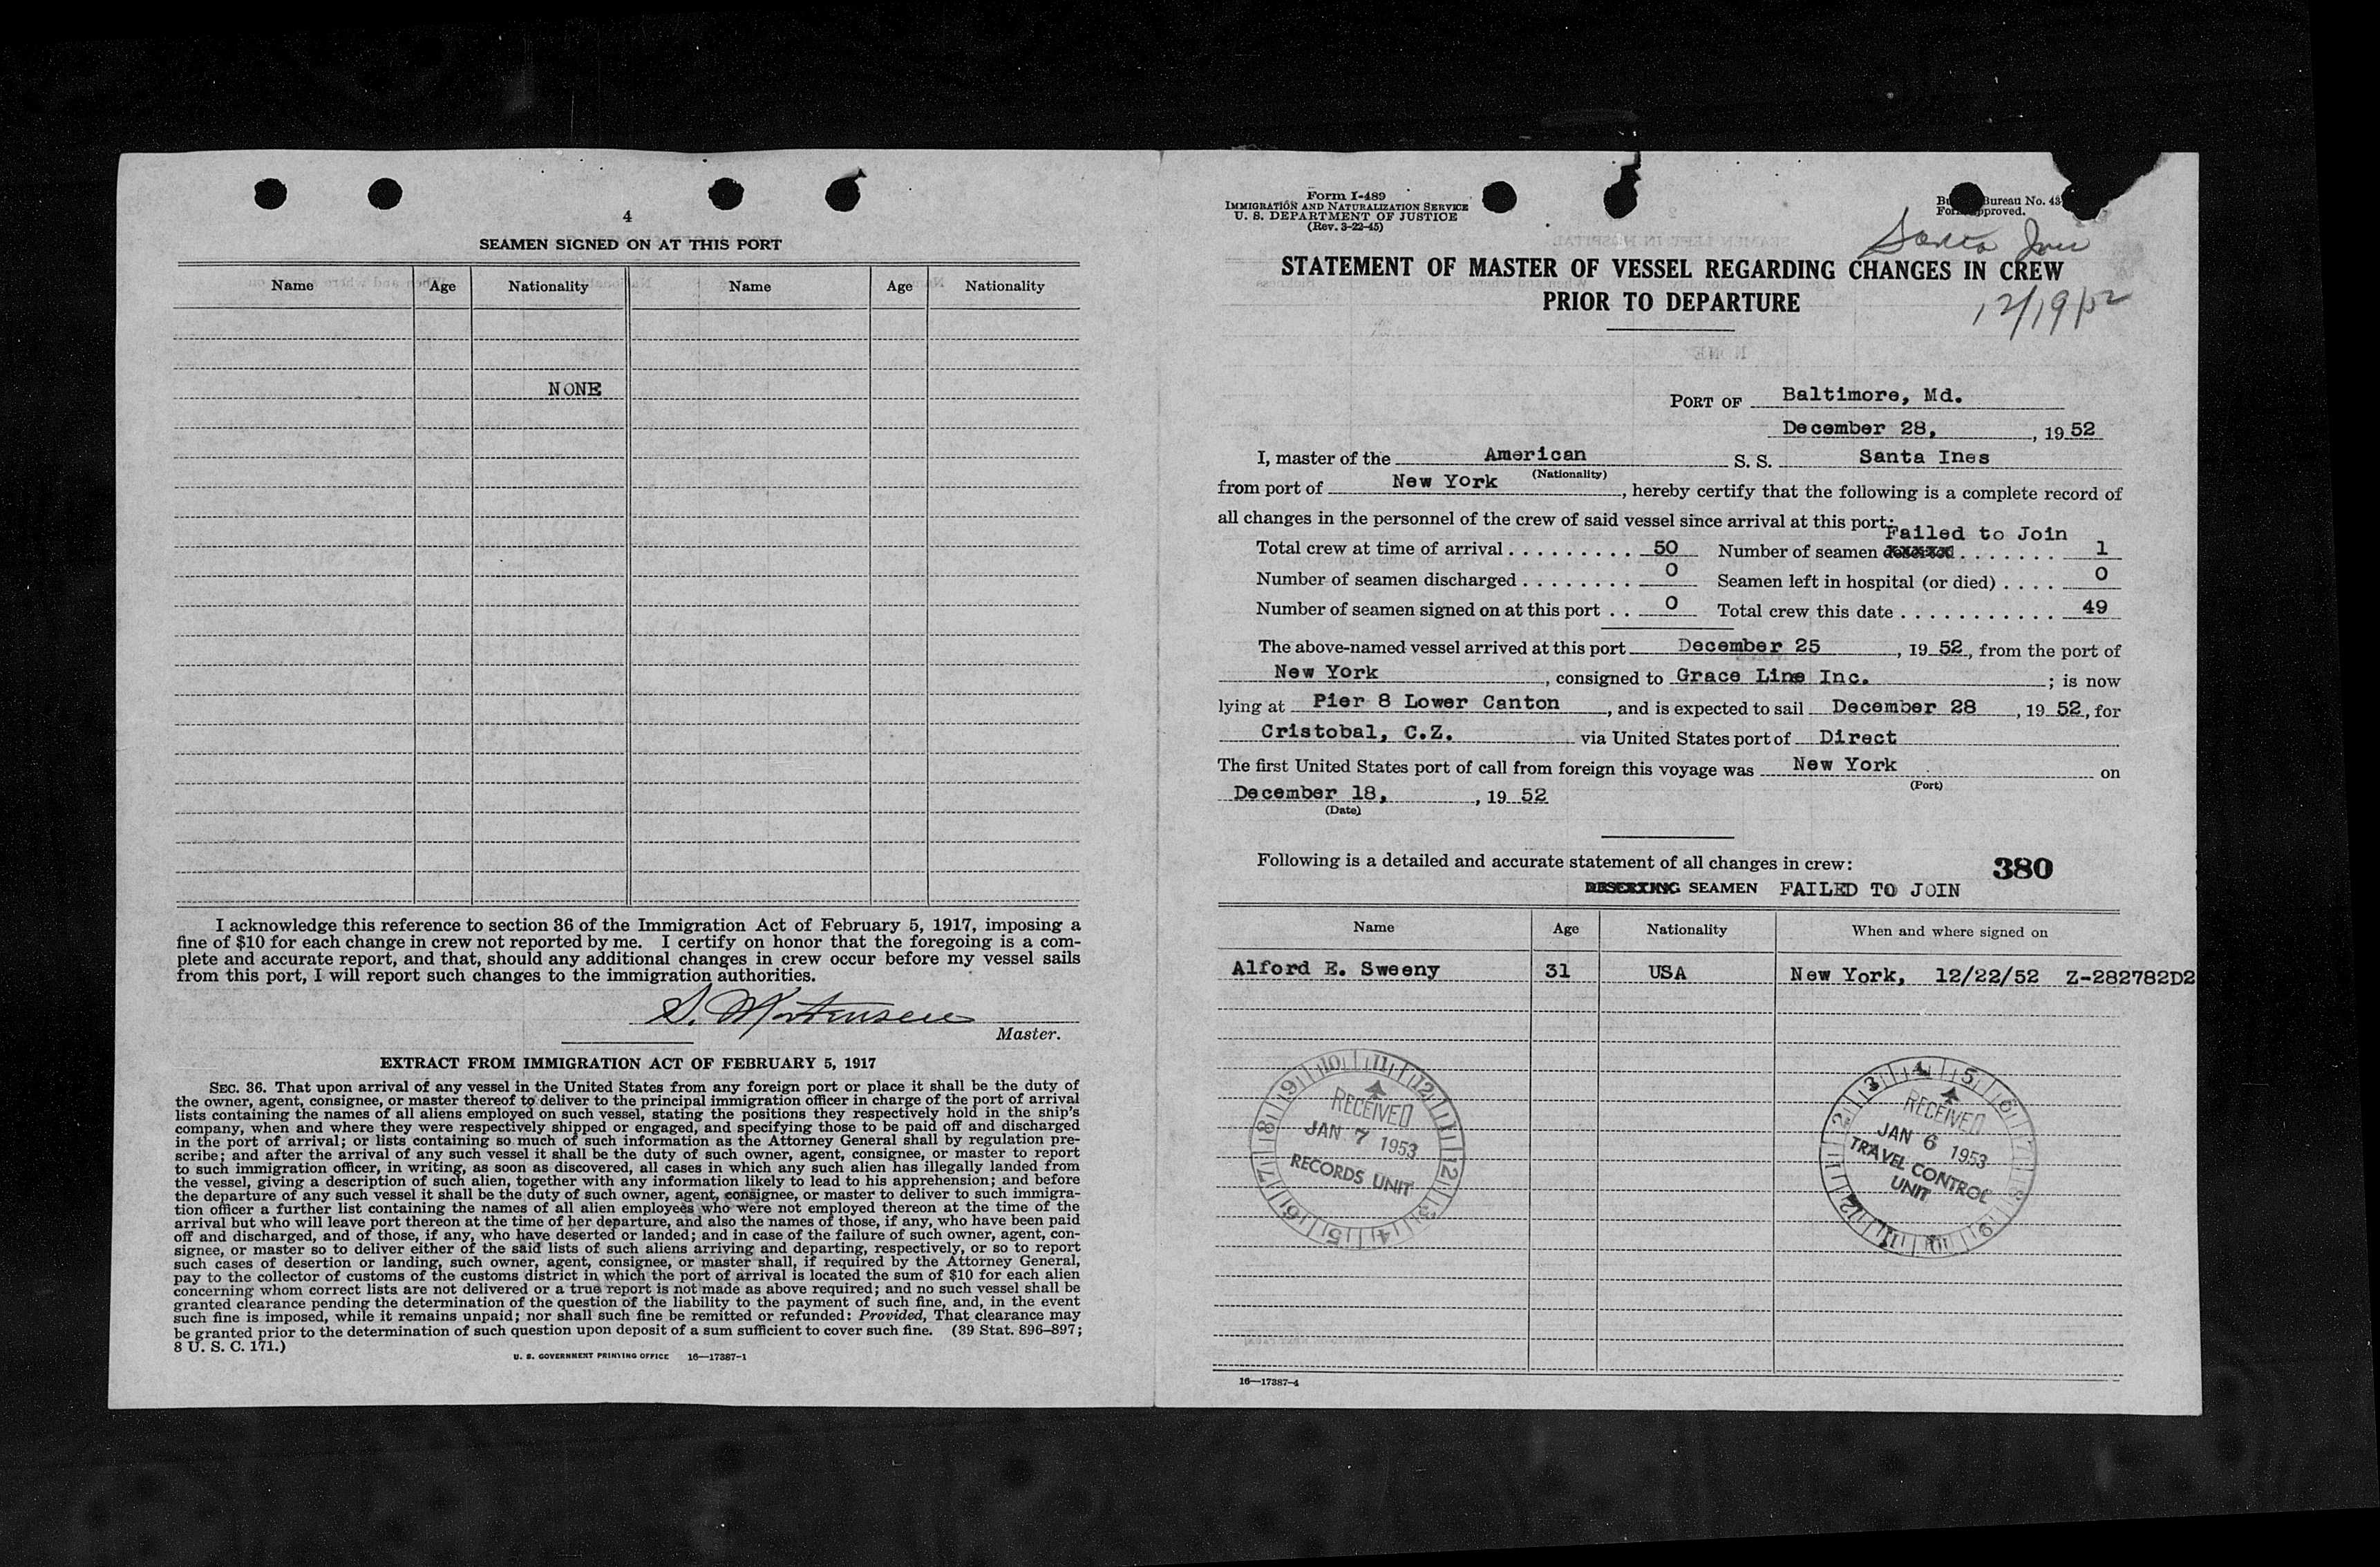 4
SEAMEN SIGNED ON AT THIS PORT
Name Age Nationality Name Age Nationality
NONE
I acknowledge this reference to section 36 of the Immigration Act of February 5, 1917, imposing a
fine of $10 for each change in crew not reported by me. I certify on honor that the foregoing is a com-
plete and accurate report, and that, should any additional changes in crew occur before my vessel sails
from this port, I will report such changes to the immigration authorities.
S. Mortensen
Master.
EXTRACT FROM IMMIGRATION ACT OF FEBRUARY 5, 1917
SEC. 36. That upon arrival of any vessel in the United States from any foreign port or place it shall be the duty of
the owner, agent, consignee, or master thereof to deliver to the principal immigration officer in charge of the port of arrival
lists containing the names of all aliens employed on such vessel, stating the positions they respectively hold in the ship's
company, when and where they were respectively shipped or engaged, and specifying those to be paid off and discharged
in the port of arrival; or lists containing so much of such information as the Attorney General shall by regulation pre-
scribe; and after the arrival of any such vessel it shall be the duty of such owner, agent, consignee, or master to report
to such immigration officer, in writing, as soon as discovered, all cases in which any such alien has illegally landed from
the vessel, giving a description of such alien, together with any information likely to lead to his apprehension; and before
the departure of any such vessel it shall be the duty of such owner, agent, consignee, or master to deliver to such immigra-
tion officer a further list containing the names of all alien employees who were not employed thereon at the time of the
arrival but who will leave port thereon at the time of her departure, and also the names of those, if any, who have been paid
off and discharged, and of those, if any, who have deserted or landed; and in case of the failure of such owner, agent, con-
signee, or master so to deliver either of the said lists of such aliens arriving and departing, respectively, or so to report
such cases of desertion or landing, such owner, agent, consignee, or master shall, if required by the Attorney General,
pay to the collector of customs of the customs district in which the port of arrival is located the sum of $10 for each alien
concerning whom correct lists are not delivered or a true report is not made as above required; and no such vessel shall be
granted clearance pending the determination of the question of the liability to the payment of such fine, and, in the event
such fine is imposed, while it remains unpaid; nor shall such fine be remitted or refunded: Provided, That clearance may
be granted prior to the determination of such question upon deposit of a sum sufficient to cover such fine. (39 Stat. 896–897;
8 U. S. C. 171.)
U. S. GOVERNMENT PRINTING OFFICE 16—17387-1
Form I-489
IMMIGRATION AND NATURALIZATION SERVICE
U. S. DEPARTMENT OF JUSTICE
(Rev. 3-22-45)
Bureau No. 43
approved.
Santa Ines
STATEMENT OF MASTER OF VESSEL REGARDING CHANGES IN CREW
PRIOR TO DEPARTURE
12/19/52
PORT OF Baltimore, Md.
December 28, , 19 52
I, master of the American S. S. Santa Ines
(Nationality)
from port of New York , hereby certify that the following is a complete record of
all changes in the personnel of the crew of said vessel since arrival at this port:
Failed to Join
Total crew at time of arrival . . . . . . . . . 50 Number of seamen deserted . . . . . . . 1
Number of seamen discharged . . . . . . . . 0 Seamen left in hospital (or died) . . . . 0
Number of seamen signed on at this port . . 0 Total crew this date . . . . . . . . . . . 49
The above-named vessel arrived at this port December 25 , 19 52, from the port of
New York , consigned to Grace Line Inc. ; is now
lying at Pier 8 Lower Canton , and is expected to sail December 28 , 19 52, for
Cristobal, C.Z. via United States port of Direct
The first United States port of call from foreign this voyage was New York on
(Port)
December 18, , 19 52
(Date)
Following is a detailed and accurate statement of all changes in crew: 380
DESERTING SEAMEN FAILED TO JOIN
Name Age Nationality When and where signed on
Alford E. Sweeny 31 USA New York, 12/22/52 Z-282782D2
RECEIVED
JAN 7 1953
RECORDS UNIT
RECEIVED
JAN 6 1953
TRAVEL CONTROL
UNIT
16—17387-4